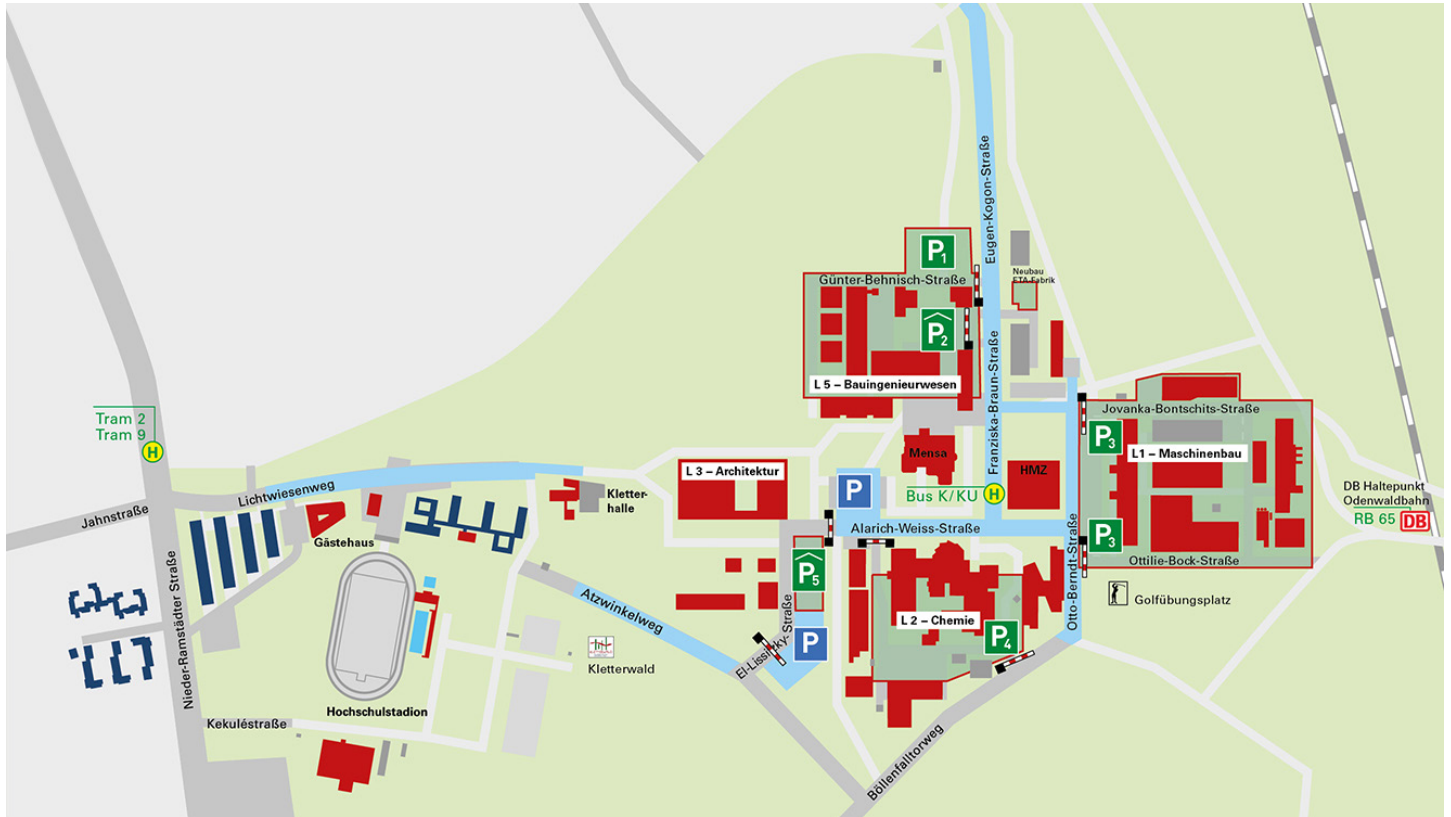 Eugen-Kogon-Straße
P1
Günter-Behnisch-Straße
Neubau
ETA-Fabrik
P2
L 5 – Bauingenieurwesen
Franziska-Braun-Straße
Jovanka-Bontschits-Straße
Tram 2
Tram 9
H
P3
L1 – Maschinenbau
Mensa
L 3 – Architektur
HMZ
Lichtwiesenweg
Kletter-
halle
P
Bus K/KU
H
DB Haltepunkt
Odenwaldbahn
RB 65 DB
Jahnstraße
Gästehaus
Alarich-Weiss-Straße
P3
Ottilie-Bock-Straße
P5
Otto-Berndt-Straße
Golfübungsplatz
Nieder-Ramstädter Straße
Atzwinkelweg
El-Lissitzky-Straße
L 2 – Chemie
P4
P
Kletterwald
Hochschulstadion
Kekuléstraße
Böllenfalltorweg